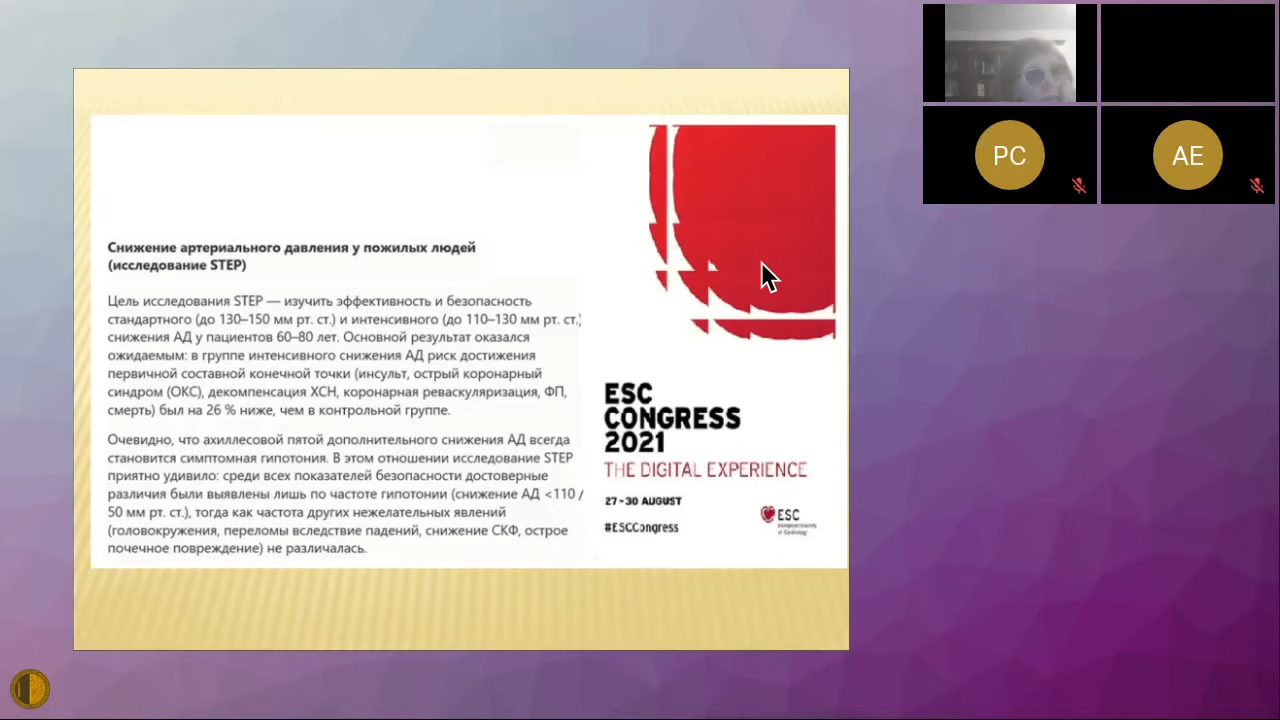 Снижение артериального давления у пожилых людей
(исследование STEP)
Цель исследования STEP — изучить эффективность и безопасность
стандартного (до 130–150 мм рт. ст.) и интенсивного (до 110–130 мм рт. ст.)
снижения АД у пациентов 60–80 лет. Основной результат оказался
ожидаемым: в группе интенсивного снижения АД риск достижения
первичной составной конечной точки (инсульт, острый коронарный
синдром (ОКС), декомпенсация ХСН, коронарная реваскуляризация, ФП,
смерть) был на 26 % ниже, чем в контрольной группе.
Очевидно, что ахиллесовой пятой дополнительного снижения АД всегда
становится симптомная гипотония. В этом отношении исследование STEP
приятно удивило: среди всех показателей безопасности достоверные
различия были выявлены лишь по частоте гипотонии (снижение АД <110 /
50 мм рт. ст.), тогда как частота других нежелательных явлений
(головокружения, переломы вследствие падений, снижение СКФ, острое
почечное повреждение) не различалась.
ESC
CONGRESS
2021
THE DIGITAL EXPERIENCE
27-30 AUGUST
#ESCCongress
ESC
PC
AE